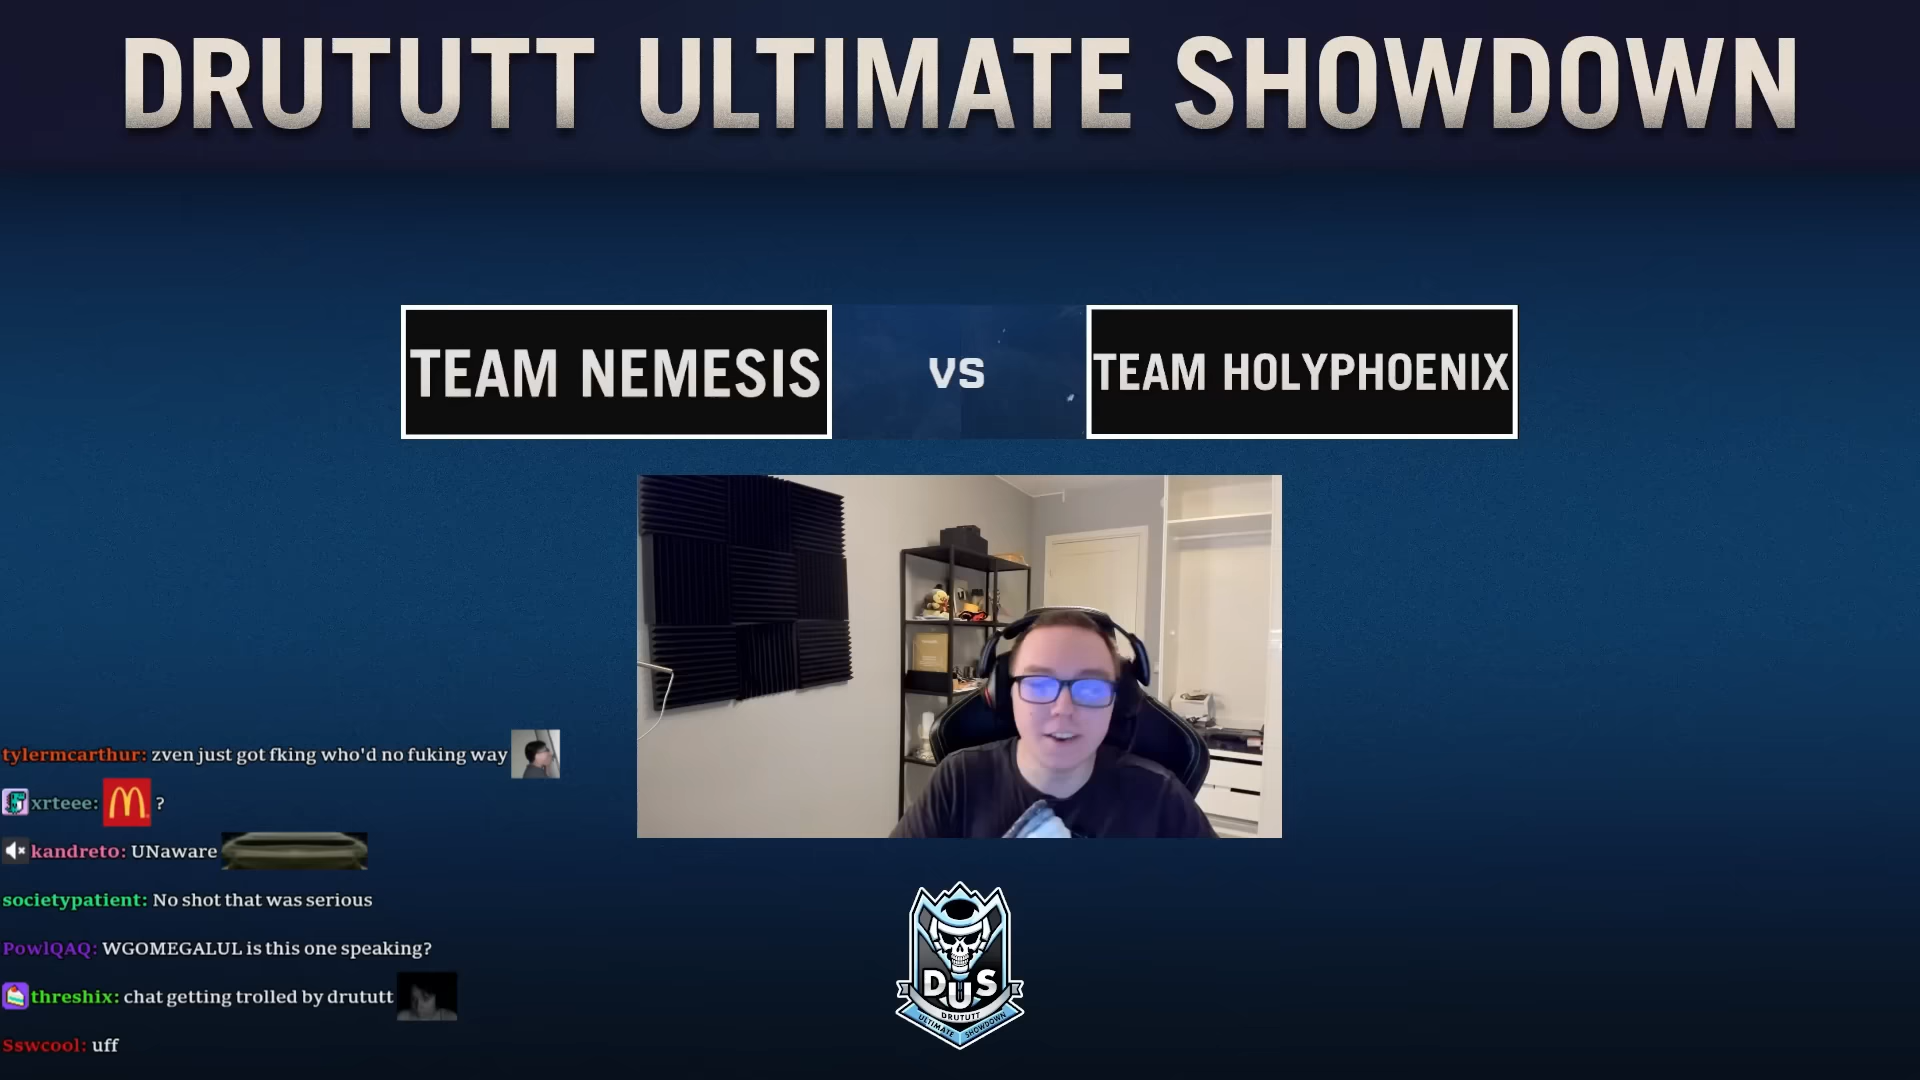 DRUTUTT ULTIMATE SHOWDOWN
TEAM NEMESIS
VS
TEAM HOLYPHOENIX
tylermcarthur: zven just got fking who'd no fuking way
xrteee: ?
kandreto: UNaware
societypatient: No shot that was serious
PowlQAQ: WGOMEGALUL is this one speaking?
threshix: chat getting trolled by drututt
Sswcool: uff
DUS
DRUTUTT
ULTIMATE SHOWDOWN